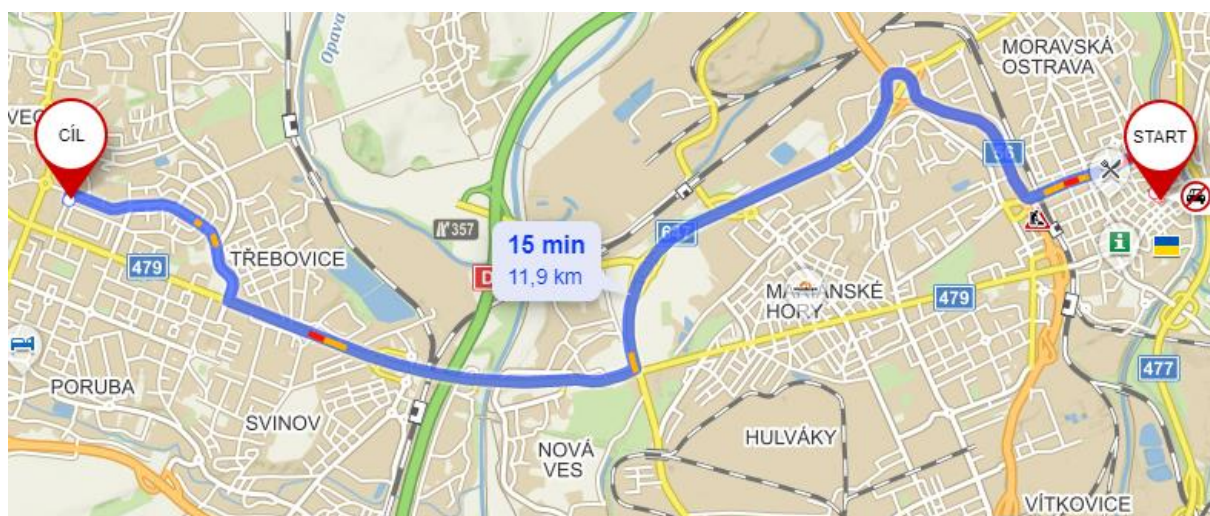 Opava
MORAVSKÁ
OSTRAVA
VEC
CÍL
START
56
357
15 min
11,9 km
479
TŘEBOVICE
D
MARIÁNSKÉ
HORY
479
477
PORUBA
SVINOV
NOVÁ
VES
HULVÁKY
VÍTKOVICE